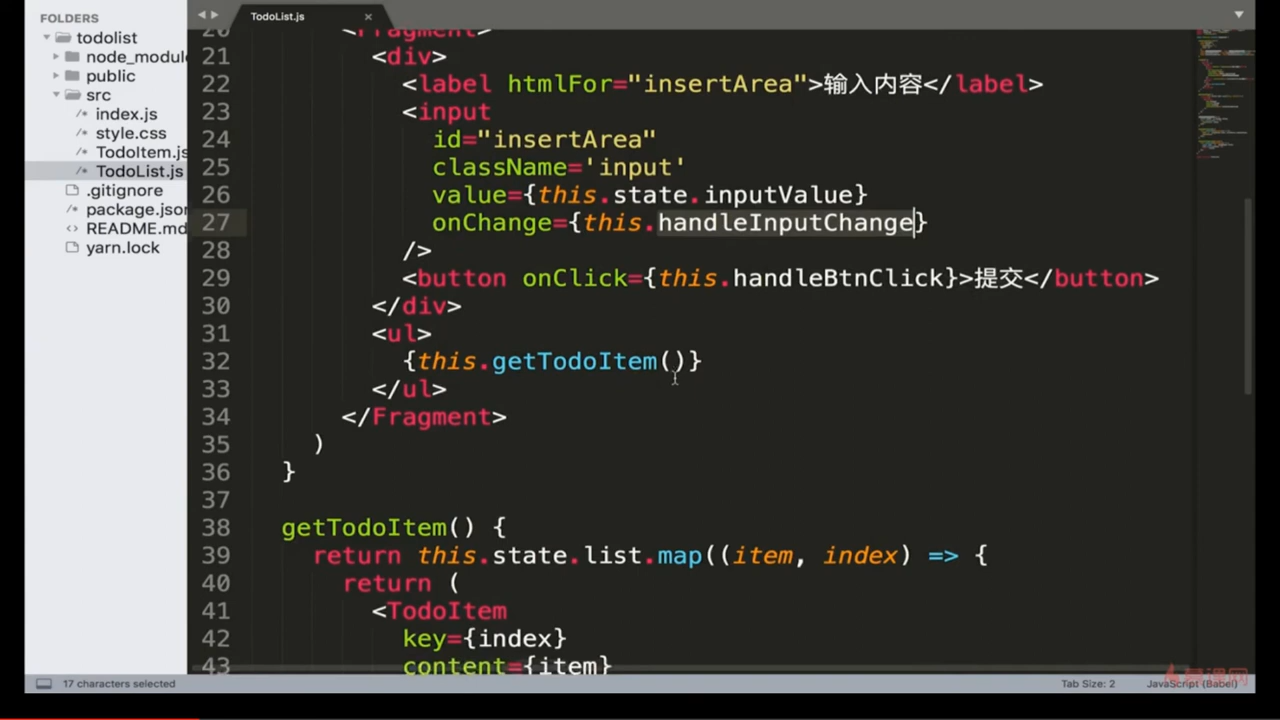 FOLDERS
todolist
node_module
public
src
index.js
style.css
TodoItem.js
TodoList.js
.gitignore
package.json
README.md
yarn.lock
TodoList.js
20 <Fragment>
21 <div>
22 <label htmlFor="insertArea">输入内容</label>
23 <input
24 id="insertArea"
25 className='input'
26 value={this.state.inputValue}
27 onChange={this.handleInputChange}
28 />
29 <button onClick={this.handleBtnClick}>提交</button>
30 </div>
31 <ul>
32 {this.getTodoItem()}
33 </ul>
34 </Fragment>
35 )
36 }
37
38 getTodoItem() {
39 return this.state.list.map((item, index) => {
40 return (
41 <TodoItem
42 key={index}
43 content={item}
17 characters selected
Tab Size: 2
JavaScript (Babel)